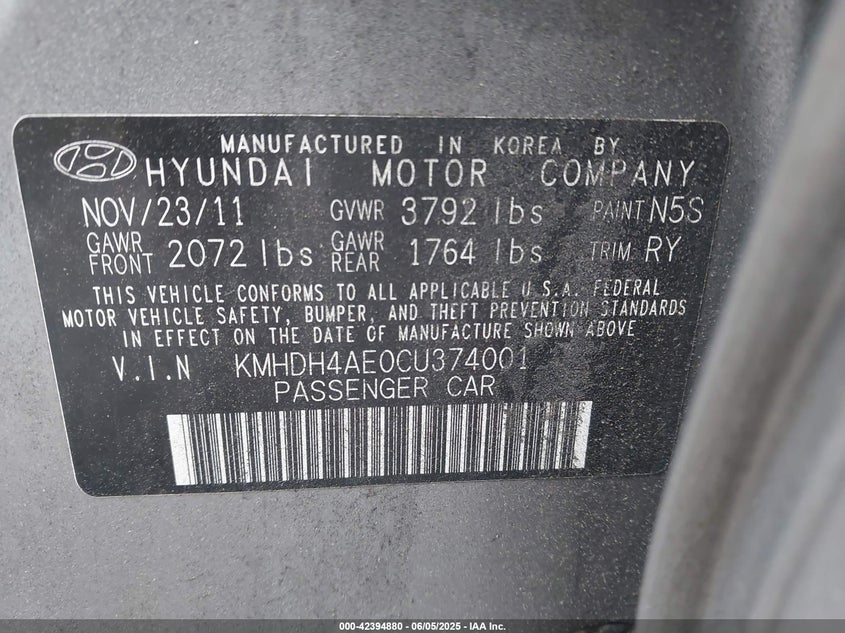 MANUFACTURED IN KOREA BY
HYUNDAI MOTOR COMPANY
NOV/23/11 GVWR 3792 lbs PAINT N5S
GAWR FRONT 2072 lbs GAWR REAR 1764 lbs TRIM RY
THIS VEHICLE CONFORMS TO ALL APPLICABLE U.S.A. FEDERAL
MOTOR VEHICLE SAFETY, BUMPER, AND THEFT PREVENTION STANDARDS
IN EFFECT ON THE DATE OF MANUFACTURE SHOWN ABOVE
V.I.N KMHDH4AE0CU374001
PASSENGER CAR
000-42394880 - 06/05/2025 - IAA Inc.